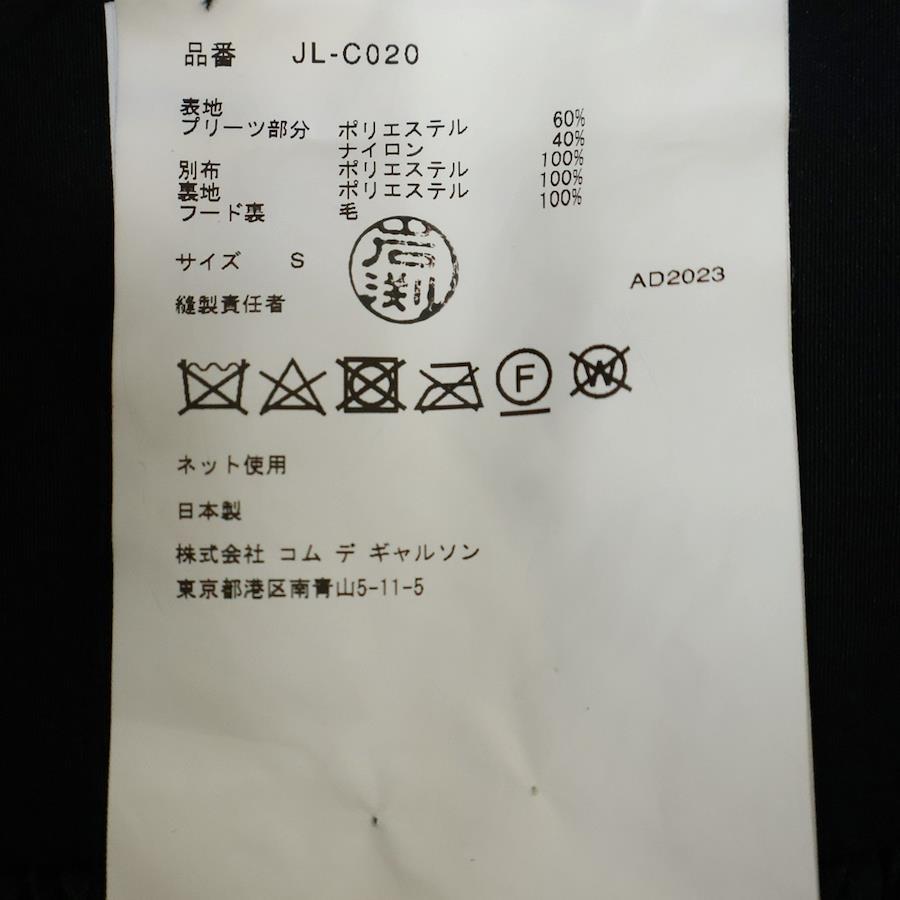 品番 JL-C020
表地
プリーツ部分 ポリエステル 60%
ナイロン 40%
別布 ポリエステル 100%
裏地 ポリエステル 100%
フード裏 毛 100%
サイズ S
岩渕
AD2023
縫製責任者
F
W
ネット使用
日本製
株式会社 コム デ ギャルソン
東京都港区南青山5-11-5